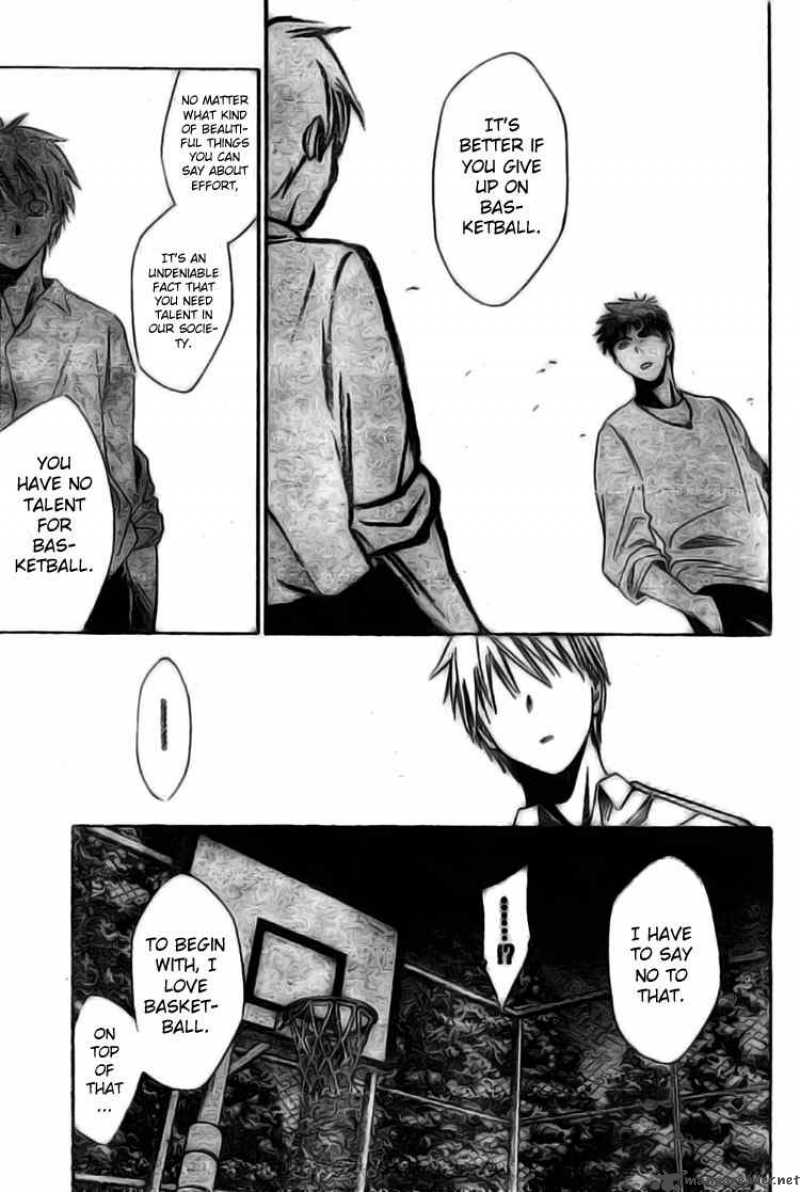 IT'S
BETTER IF
YOU GIVE
UP ON
BAS-
KETBALL.
NO MATTER
WHAT KIND
OF BEAUTI-
FUL THINGS
YOU CAN
SAY ABOUT
EFFORT,
IT'S AN
UNDENIABLE
FACT THAT
YOU NEED
TALENT IN
OUR SOCIE-
TY.
YOU
HAVE NO
TALENT
FOR
BAS-
KETBALL.
I HAVE
TO SAY
NO TO
THAT.
......!?
TO BEGIN
WITH, I
LOVE
BASKET-
BALL.
ON
TOP
OF
THAT
...